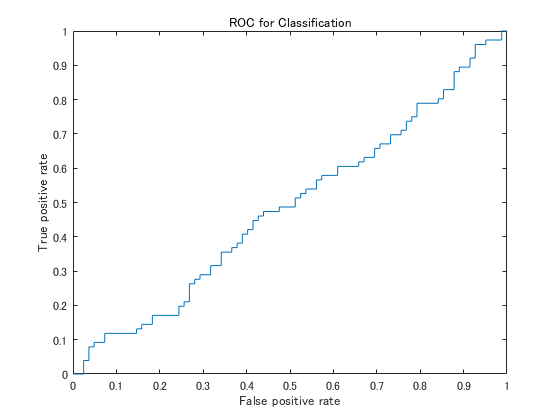 ROC for Classification
1
0.9
0.8
0.7
0.6
0.5
0.4
0.3
0.2
0.1
0
True positive rate
0 0.1 0.2 0.3 0.4 0.5 0.6 0.7 0.8 0.9 1
False positive rate